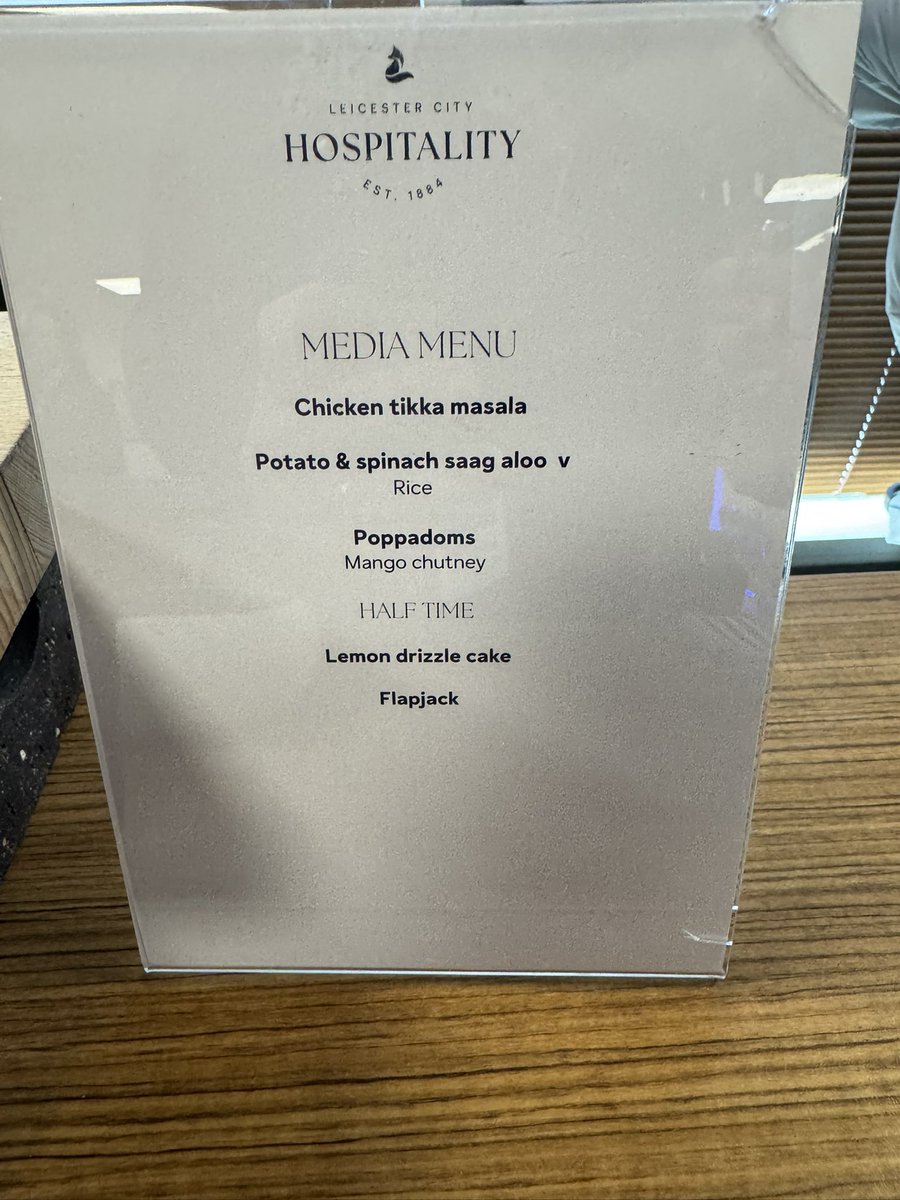 LEICESTER CITY
HOSPITALITY
EST. 1884
MEDIA MENU
Chicken tikka masala
Potato & spinach saag aloo v
Rice
Poppadoms
Mango chutney
HALF TIME
Lemon drizzle cake
Flapjack